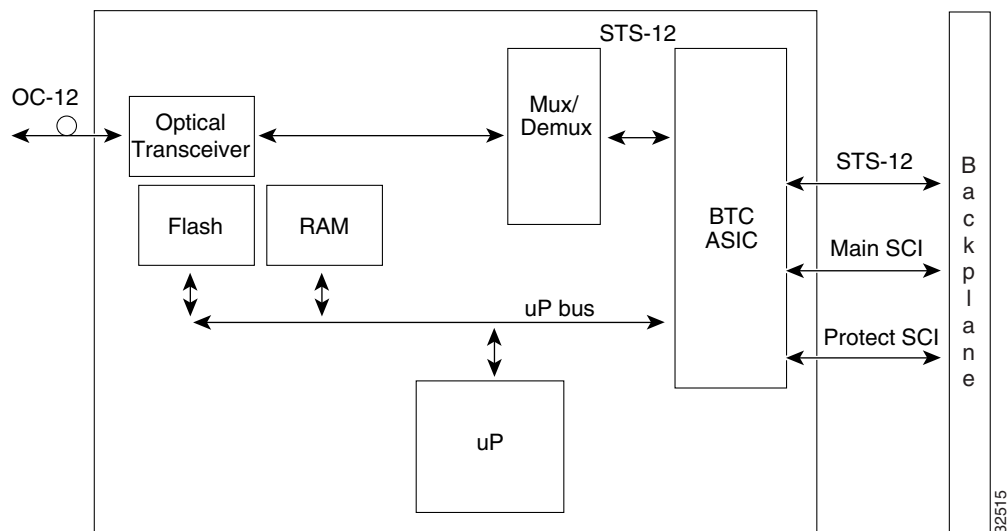 STS-12
OC-12
Optical
Transceiver
Mux/
Demux
Flash
RAM
BTC
ASIC
uP bus
uP
STS-12
Main SCI
Protect SCI
Backplane